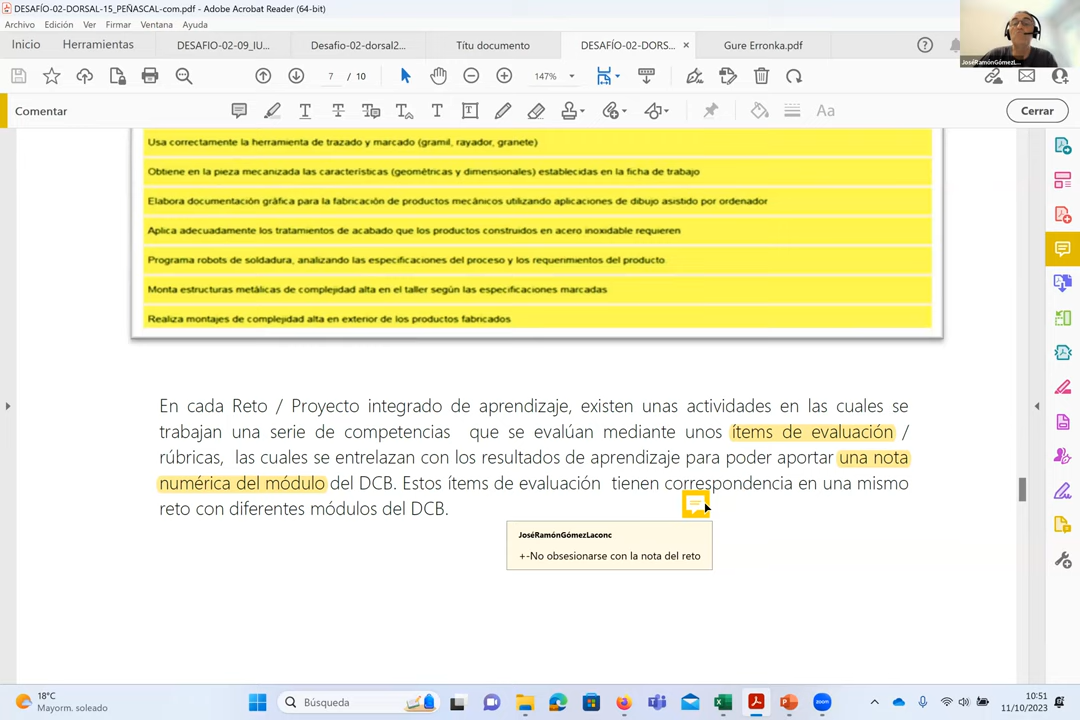 DESAFÍO-02-DORSAL-15_PEÑASCAL-com.pdf - Adobe Acrobat Reader (64-bit)
Archivo Edición Ver Firmar Ventana Ayuda
Inicio Herramientas DESAFIO-02-09_IU... Desafio-02-dorsal2... Títu documento DESAFÍO-02-DORS... × Gure Erronka.pdf
JoséRamónGómezL...
7 / 10 147%
Comentar Cerrar
Usa correctamente la herramienta de trazado y marcado (gramil, rayador, granete)
Obtiene en la pieza mecanizada las características (geométricas y dimensionales) establecidas en la ficha de trabajo
Elabora documentación gráfica para la fabricación de productos mecánicos utilizando aplicaciones de dibujo asistido por ordenador
Aplica adecuadamente los tratamientos de acabado que los productos construidos en acero inoxidable requieren
Programa robots de soldadura, analizando las especificaciones del proceso y los requerimientos del producto
Monta estructuras metálicas de complejidad alta en el taller según las especificaciones marcadas
Realiza montajes de complejidad alta en exterior de los productos fabricados
En cada Reto / Proyecto integrado de aprendizaje, existen unas actividades en las cuales se
trabajan una serie de competencias que se evalúan mediante unos ítems de evaluación /
rúbricas, las cuales se entrelazan con los resultados de aprendizaje para poder aportar una nota
numérica del módulo del DCB. Estos ítems de evaluación tienen correspondencia en una mismo
reto con diferentes módulos del DCB.
JoséRamónGómezLaconc
+-No obsesionarse con la nota del reto
18°C
Mayorm. soleado
Búsqueda
10:51
11/10/2023